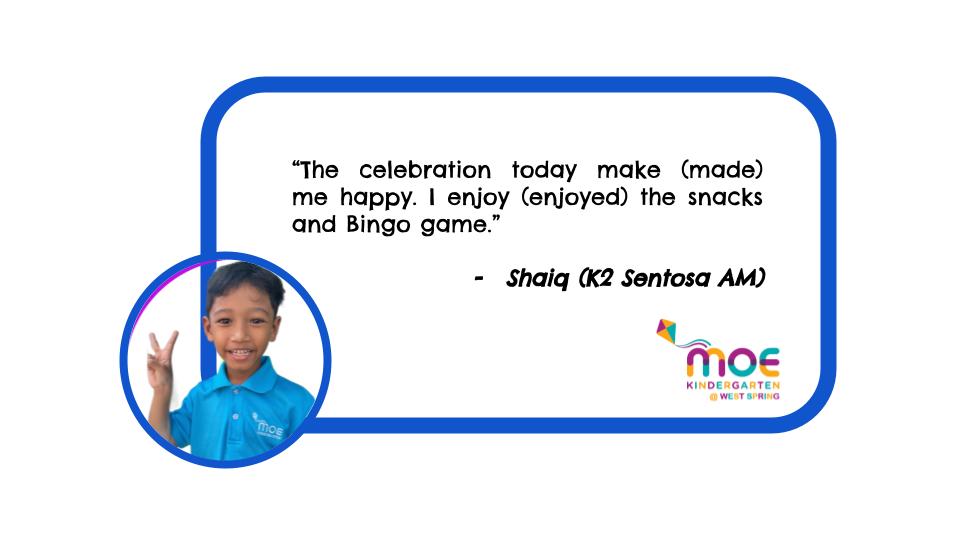 “The celebration today make (made)
me happy. I enjoy (enjoyed) the snacks
and Bingo game.”
- Shaiq (K2 Sentosa AM)
moe
KINDERGARTEN
@ WEST SPRING
moe